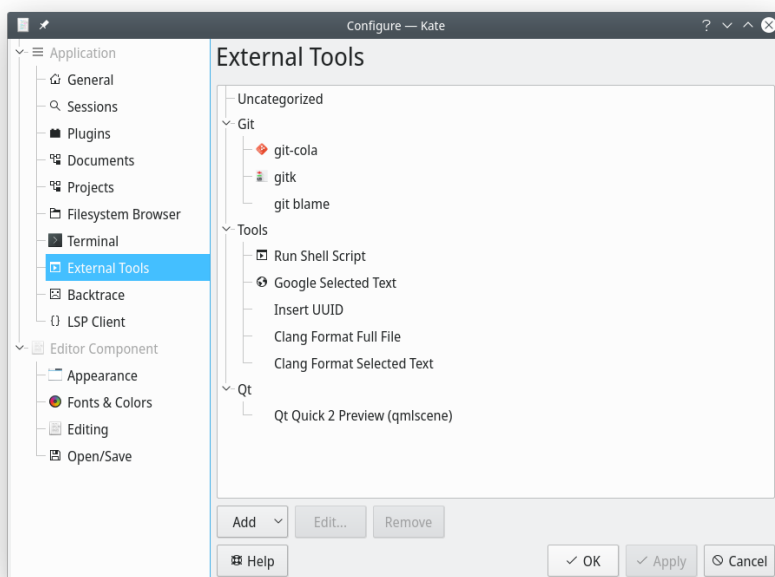 Configure — Kate
Application
General
Sessions
Plugins
Documents
Projects
Filesystem Browser
Terminal
External Tools
Backtrace
LSP Client
Editor Component
Appearance
Fonts & Colors
Editing
Open/Save
External Tools
Uncategorized
Git
git-cola
gitk
git blame
Tools
Run Shell Script
Google Selected Text
Insert UUID
Clang Format Full File
Clang Format Selected Text
Qt
Qt Quick 2 Preview (qmlscene)
Add
Edit...
Remove
Help
OK
Apply
Cancel